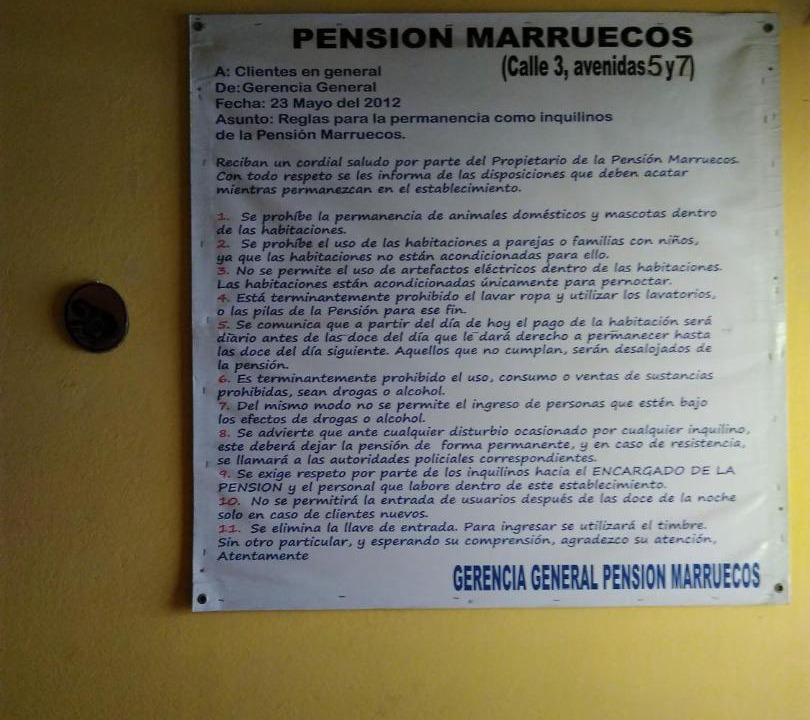 PENSION MARRUECOS
(Calle 3, avenidas 5 y 7)
A: Clientes en general
De: Gerencia General
Fecha: 23 Mayo del 2012
Asunto: Reglas para la permanencia como inquilinos
de la Pensión Marruecos.
Reciban un cordial saludo por parte del Propietario de la Pensión Marruecos.
Con todo respeto se les informa de las disposiciones que deben acatar
mientras permanezcan en el establecimiento.
1. Se prohíbe la permanencia de animales domésticos y mascotas dentro
de las habitaciones.
2. Se prohíbe el uso de las habitaciones a parejas o familias con niños,
ya que las habitaciones no están acondicionadas para ello.
3. No se permite el uso de artefactos eléctricos dentro de las habitaciones.
Las habitaciones están acondicionadas únicamente para pernoctar.
4. Está terminantemente prohibido el lavar ropa y utilizar los lavatorios,
o las pilas de la Pensión para ese fin.
5. Se comunica que a partir del día de hoy el pago de la habitación será
diario antes de las doce del día que le dará derecho a permanecer hasta
las doce del día siguiente. Aquellos que no cumplan, serán desalojados de
la pensión.
6. Es terminantemente prohibido el uso, consumo o ventas de sustancias
prohibidas, sean drogas o alcohol.
7. Del mismo modo no se permite el ingreso de personas que estén bajo
los efectos de drogas o alcohol.
8. Se advierte que ante cualquier disturbio ocasionado por cualquier inquilino,
este deberá dejar la pensión de forma permanente, y en caso de resistencia,
se llamará a las autoridades policiales correspondientes.
9. Se exige respeto por parte de los inquilinos hacia el ENCARGADO DE LA
PENSION y el personal que labore dentro de este establecimiento.
10. No se permitirá la entrada de usuarios después de las doce de la noche
solo en caso de clientes nuevos.
11. Se elimina la llave de entrada. Para ingresar se utilizará el timbre.
Sin otro particular, y esperando su comprensión, agradezco su atención,
Atentamente
GERENCIA GENERAL PENSION MARRUECOS